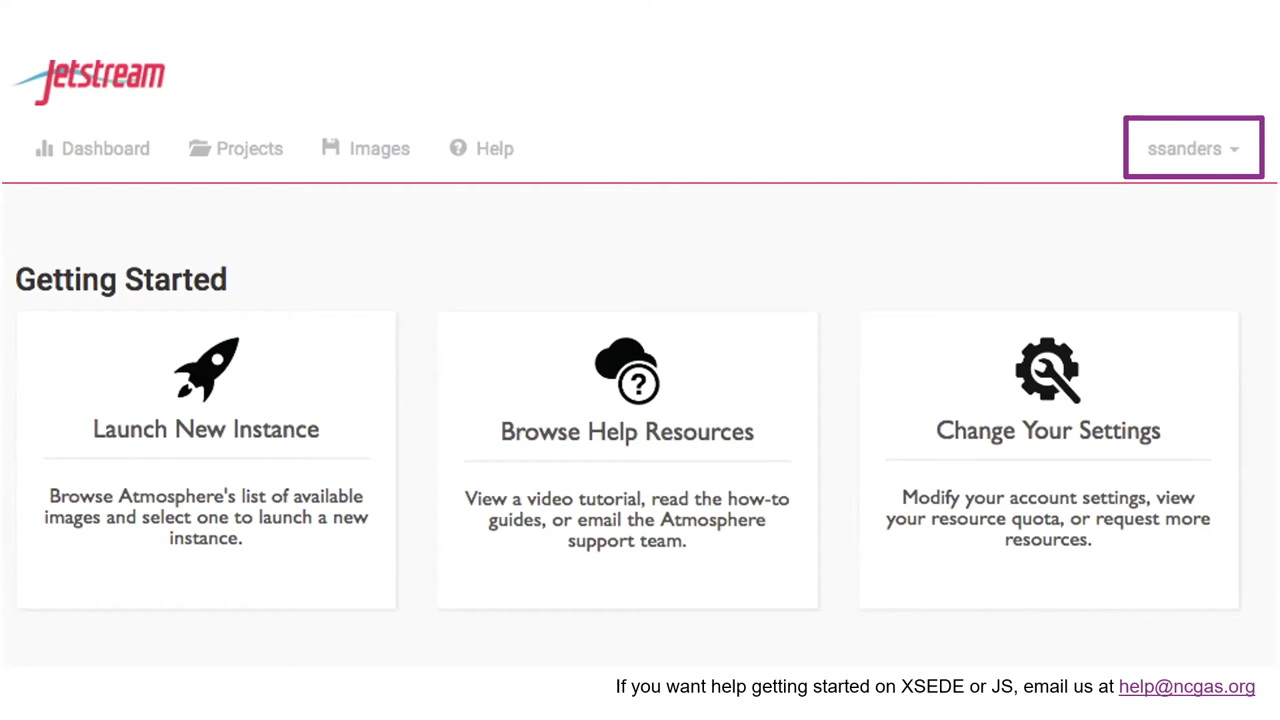 Jetstream
Dashboard Projects Images Help ssanders
Getting Started
Launch New Instance
Browse Atmosphere's list of available
images and select one to launch a new
instance.
Browse Help Resources
View a video tutorial, read the how-to
guides, or email the Atmosphere
support team.
Change Your Settings
Modify your account settings, view
your resource quota, or request more
resources.
If you want help getting started on XSEDE or JS, email us at help@ncgas.org